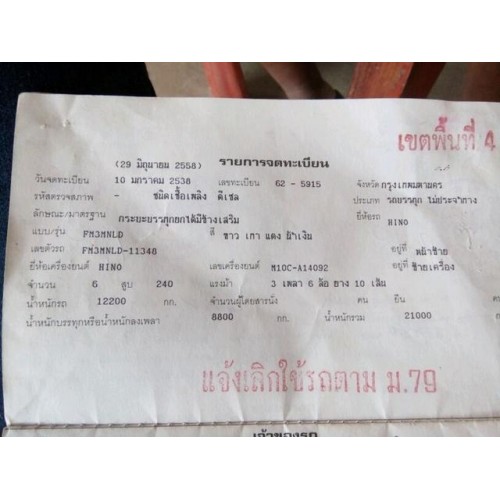 เขตพื้นที่ 4
(29 มิถุนายน 2558) รายการจดทะเบียน
วันจดทะเบียน 10 มกราคม 2538 เลขทะเบียน 62 - 5915 จังหวัด กรุงเทพมหานคร
รหัสตรวจสภาพ - ชนิดเชื้อเพลิง ดีเซล ประเภท รถบรรทุก ไม่ประจำทาง
ลักษณะ/มาตรฐาน กระบะบรรทุกยกได้มีข้างเสริม ยี่ห้อรถ HINO
แบบ/รุ่น FM3MNLD สี ขาว เทา แดง น้ำเงิน
เลขตัวรถ FM3MNLD-11348 อยู่ที่ หน้าซ้าย
ยี่ห้อเครื่องยนต์ HINO เลขเครื่องยนต์ M10C-A14092 อยู่ที่ ซ้ายเครื่อง
จำนวน 6 สูบ 240 แรงม้า 3 เพลา 6 ล้อ ยาง 10 เส้น
น้ำหนักรถ 12200 กก. จำนวนผู้โดยสารนั่ง คน ยืน
น้ำหนักบรรทุกหรือน้ำหนักลงเพลา 8800 กก. น้ำหนักรวม 21000
แจ้งเลิกใช้รถตาม ม.79
เจ้าของรถ